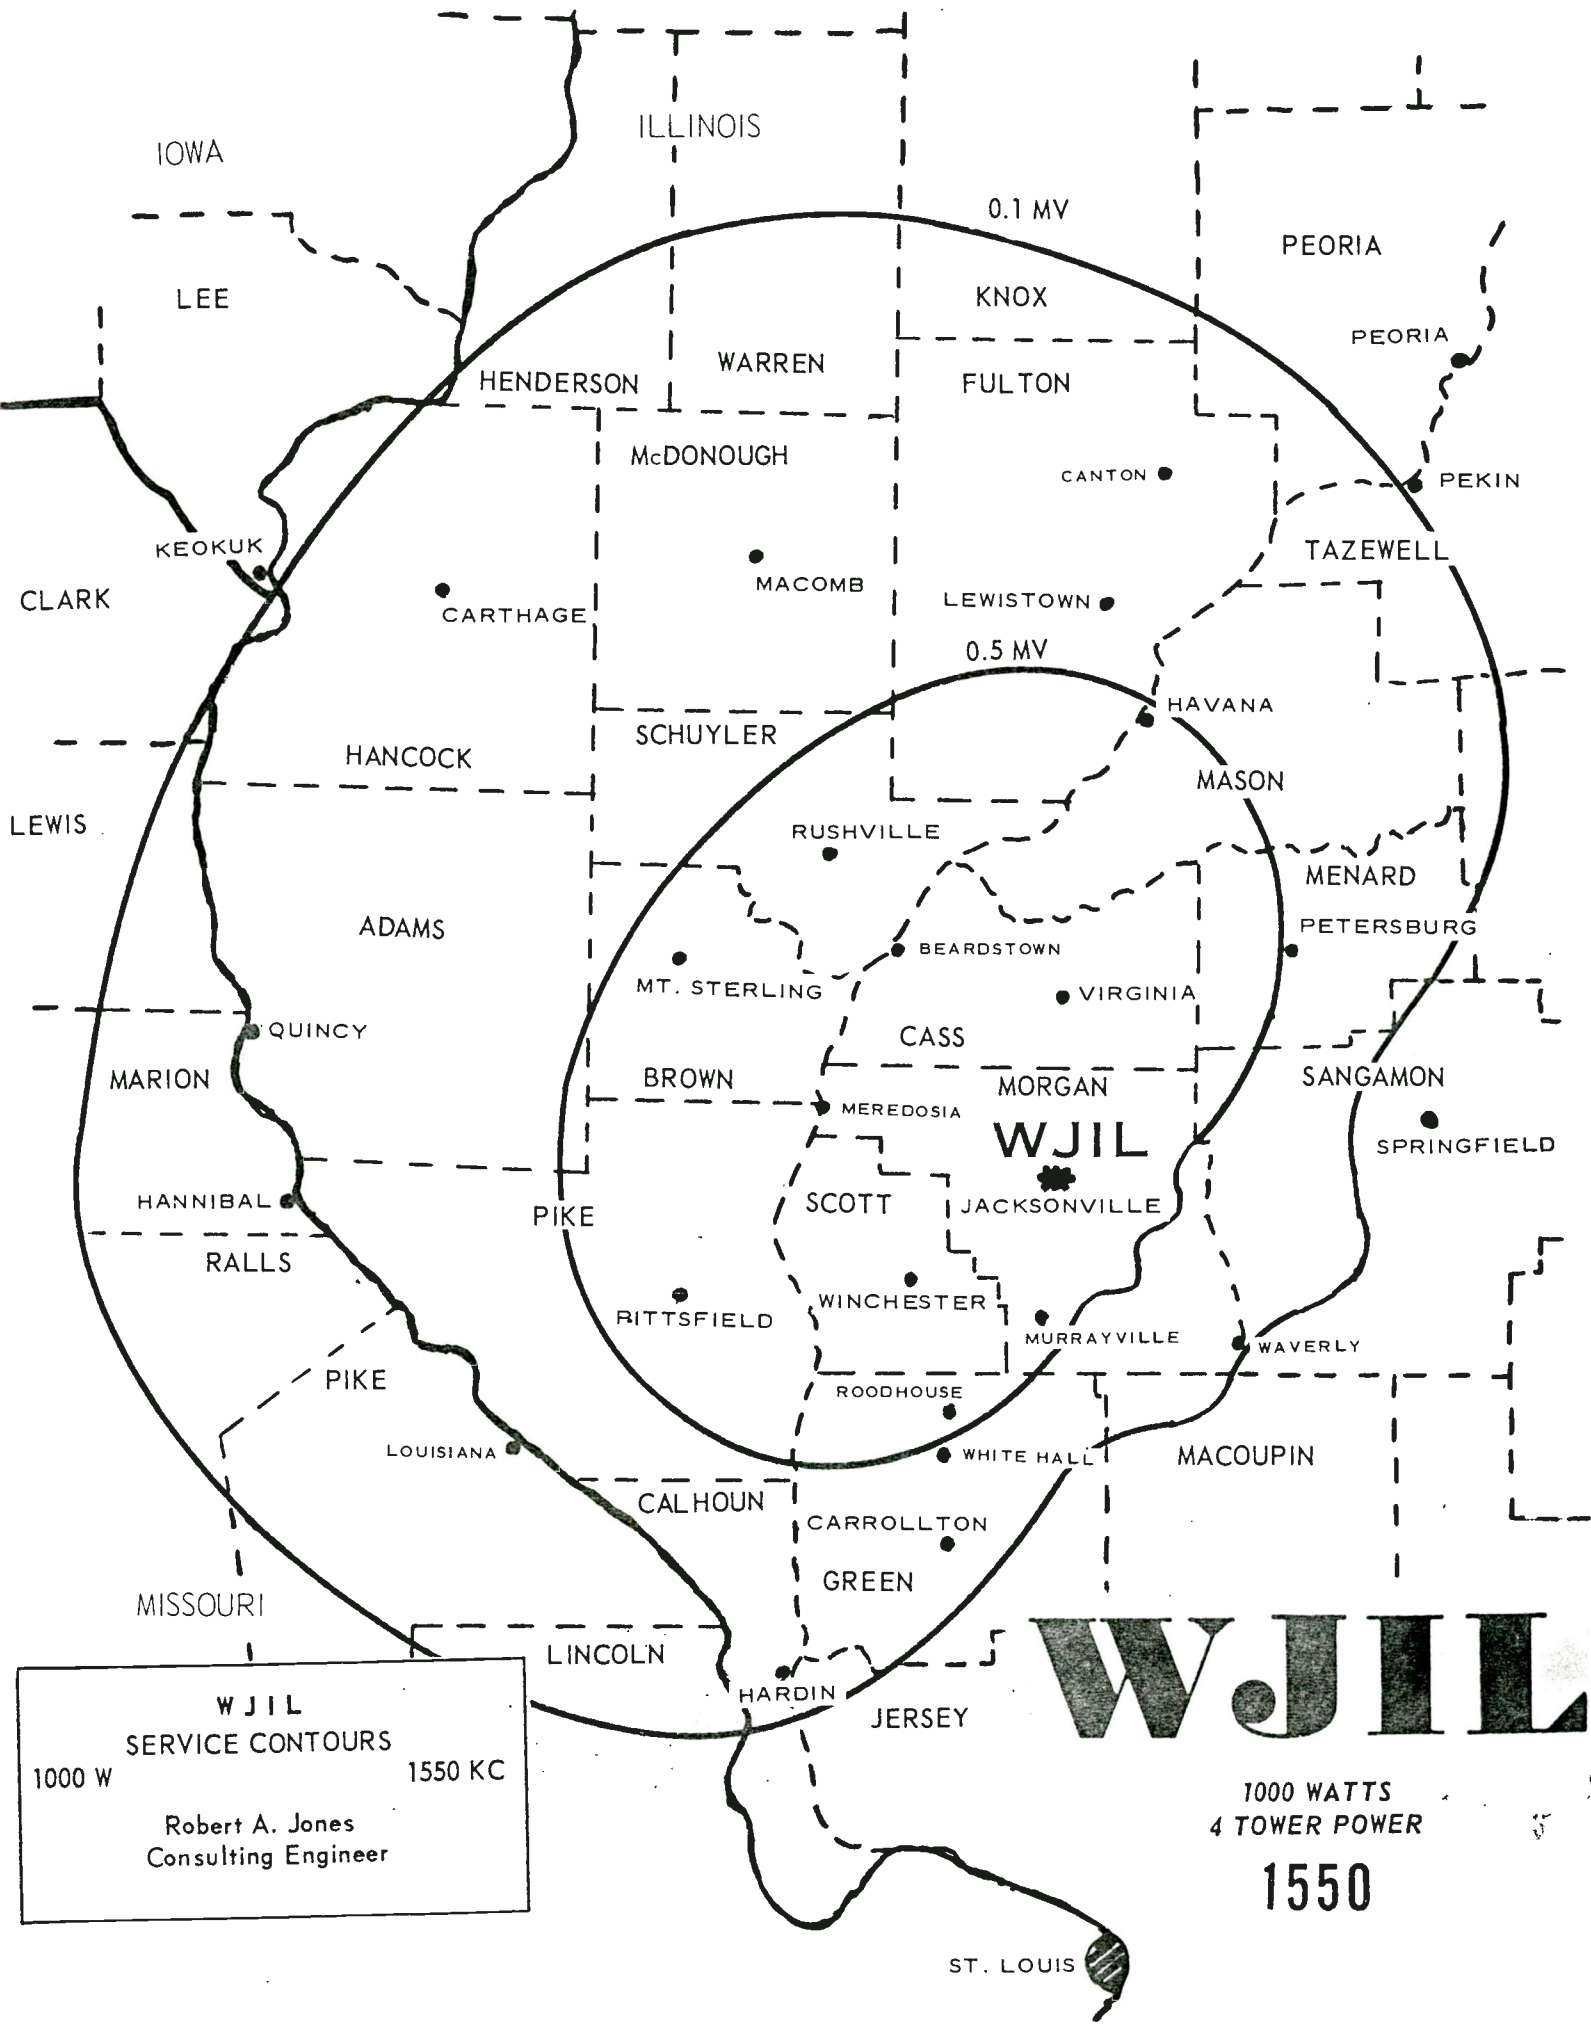 ILLINOIS
IOWA
0.1 MV
PEORIA
LEE
KNOX
PEORIA
WARREN
HENDERSON
FULTON
McDONOUGH
CANTON
PEKIN
KEOKUK
TAZEWELL
MACOMB
CLARK
CARTHAGE
LEWISTOWN
0.5 MV
HAVANA
SCHUYLER
HANCOCK
MASON
LEWIS
RUSHVILLE
MENARD
ADAMS
PETERSBURG
BEARDSTOWN
MT. STERLING
VIRGINIA
QUINCY
CASS
MARION
BROWN
MORGAN
SANGAMON
MEREDOSIA
WJIL
SPRINGFIELD
HANNIBAL
SCOTT
JACKSONVILLE
PIKE
RALLS
WINCHESTER
PITTSFIELD
MURRAYVILLE
WAVERLY
PIKE
ROODHOUSE
LOUISIANA
WHITE HALL
MACOUPIN
CALHOUN
CARROLLTON
GREEN
MISSOURI
LINCOLN
HARDIN
JERSEY
WJIL
SERVICE CONTOURS
1000 W 1550 KC
Robert A. Jones
Consulting Engineer
WJIL
1000 WATTS
4 TOWER POWER
1550
ST. LOUIS